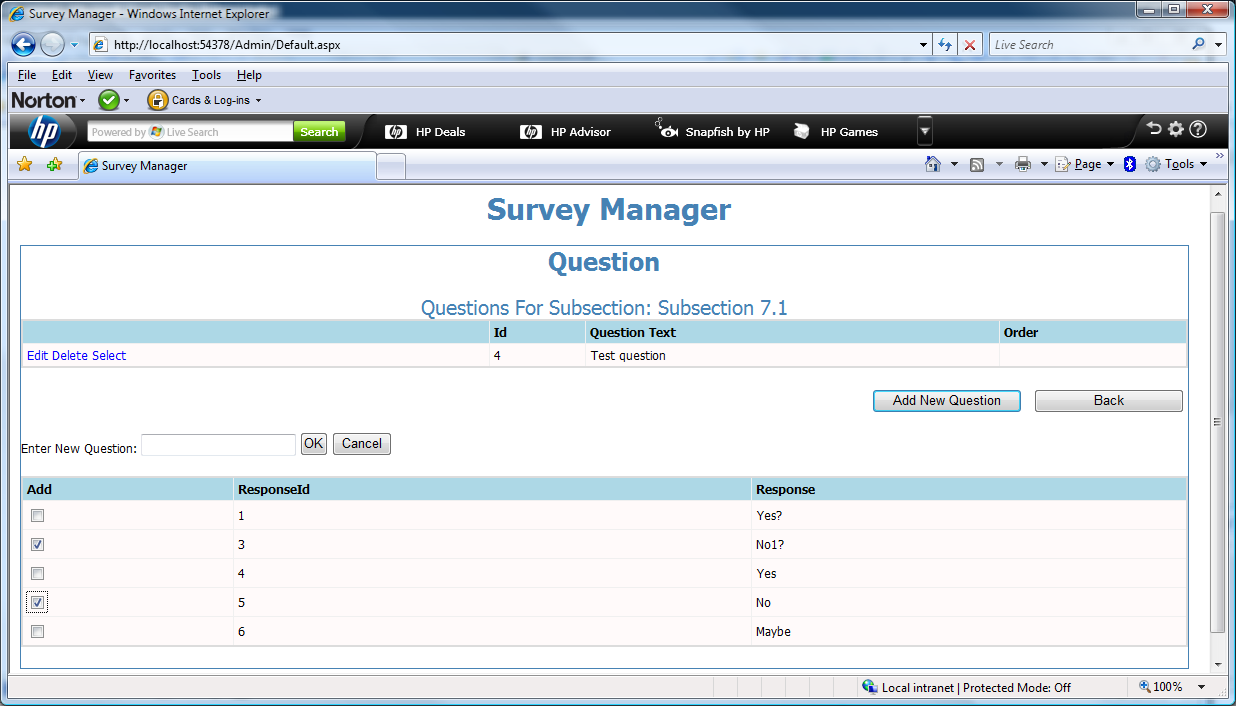 Survey Manager - Windows Internet Explorer
http://localhost:54378/Admin/Default.aspx
Live Search
File Edit View Favorites Tools Help
Norton Cards & Log-ins
hp Powered by Live Search Search HP Deals HP Advisor Snapfish by HP HP Games
Survey Manager Page Tools
Survey Manager
Question
Questions For Subsection: Subsection 7.1
Id Question Text Order
Edit Delete Select 4 Test question
Add New Question Back
Enter New Question: OK Cancel
Add ResponseId Response
1 Yes?
3 No1?
4 Yes
5 No
6 Maybe
Local intranet | Protected Mode: Off 100%